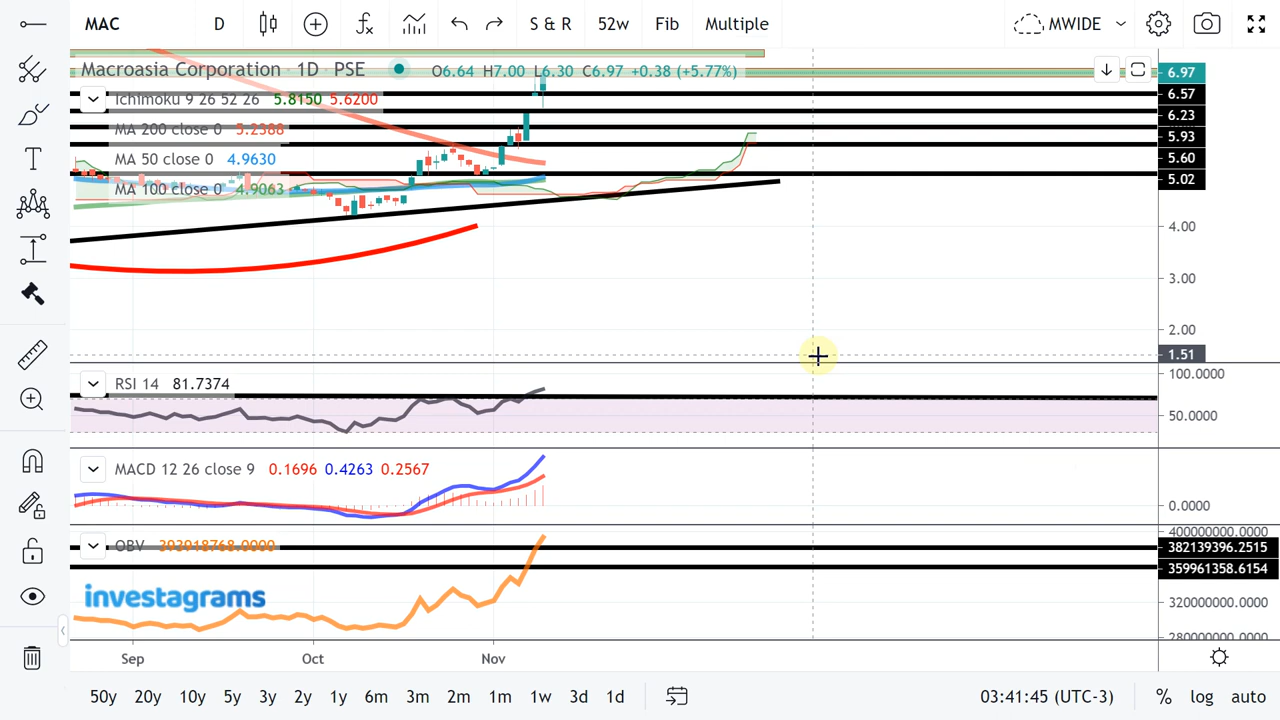 MAC D S & R 52w Fib Multiple MWIDE
Macroasia Corporation 1D · PSE O6.64 H7.00 L6.30 C6.97 +0.38 (+5.77%)
Ichimoku 9 26 52 26 5.8150 5.6200
MA 200 close 0 5.2388
MA 50 close 0 4.9630
MA 100 close 0 4.9063
6.97
6.57
6.23
5.93
5.60
5.02
4.00
3.00
2.00
1.51
RSI 14 81.7374
100.0000
50.0000
MACD 12 26 close 9 0.1696 0.4263 0.2567
0.0000
OBV 393918768.0000
400000000.0000
382139396.2515
359961358.6154
320000000.0000
280000000.0000
investagrams
Sep Oct Nov
50y 20y 10y 5y 3y 2y 1y 6m 3m 2m 1m 1w 3d 1d 03:41:45 (UTC-3) % log auto